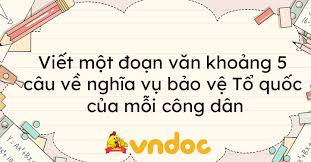 Viết một đoạn văn khoảng 5
câu về nghĩa vụ bảo vệ Tổ quốc
của mỗi công dân
vndoc